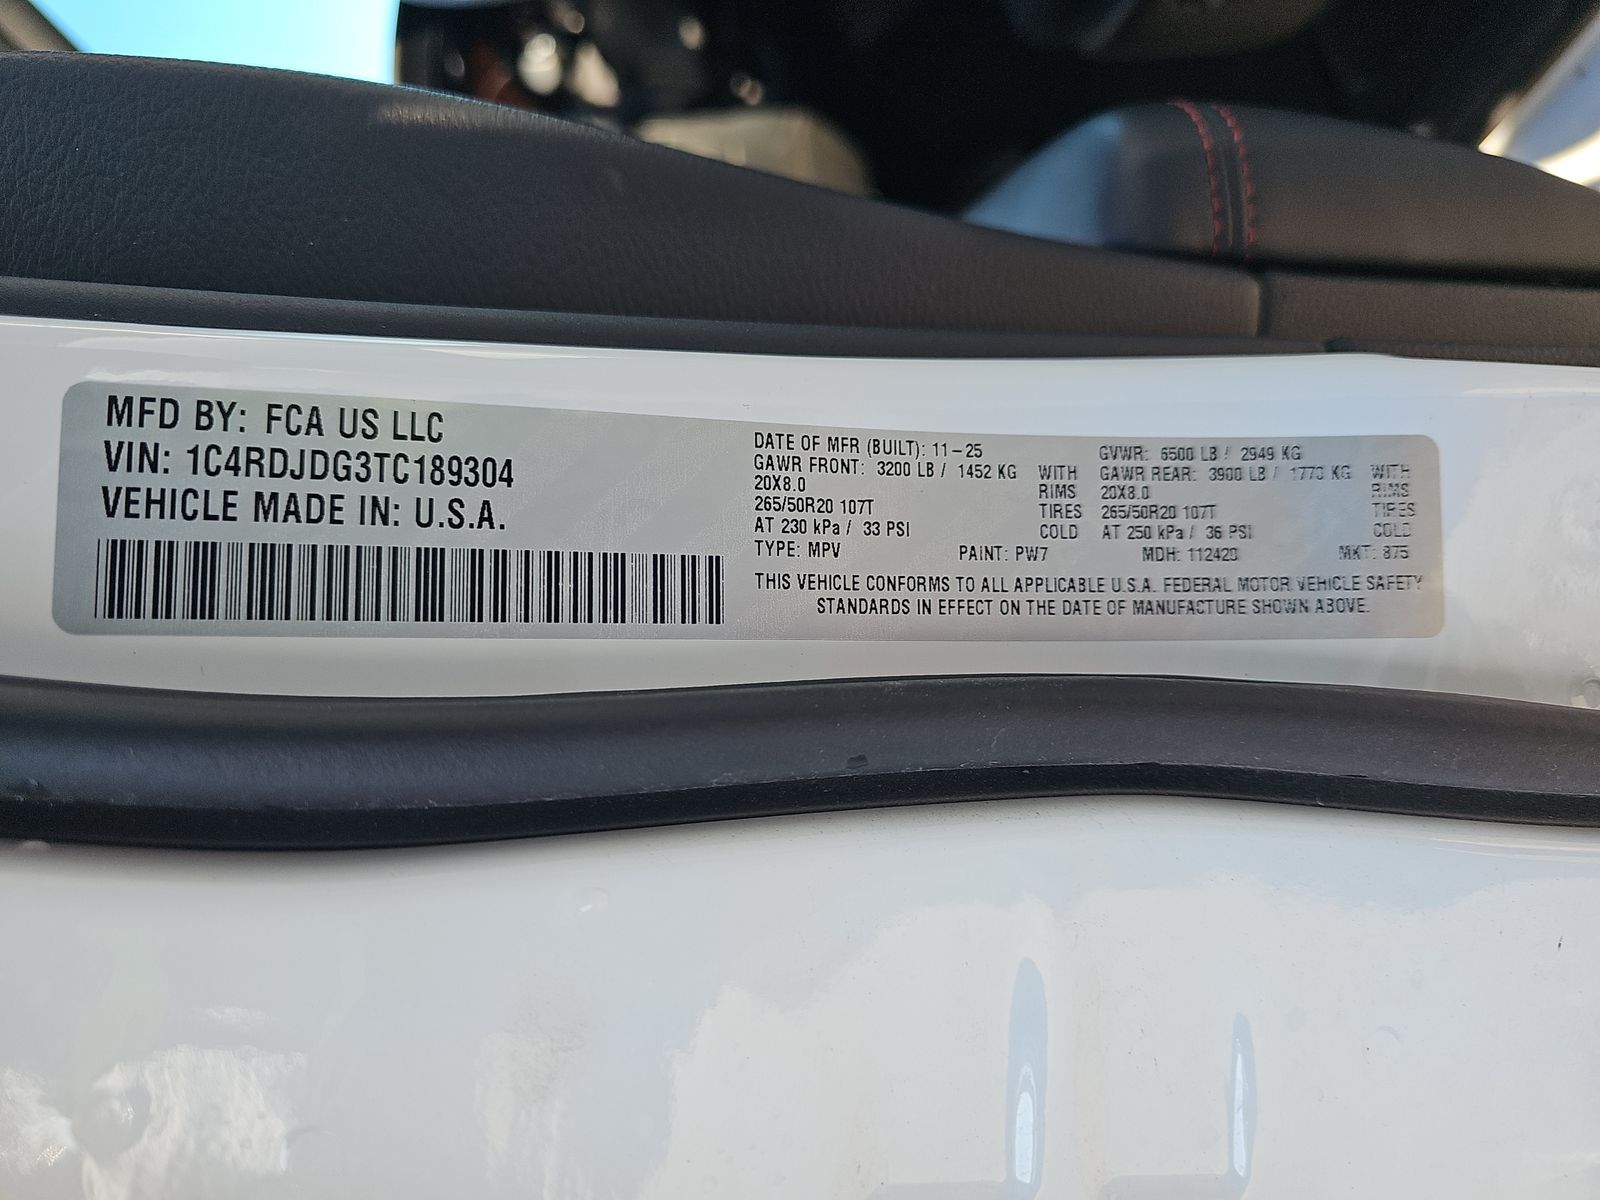 MFD BY: FCA US LLC
VIN: 1C4RDJDG3TC189304
VEHICLE MADE IN: U.S.A.
DATE OF MFR (BUILT): 11-25 GVWR: 6500 LB / 2949 KG
GAWR FRONT: 3200 LB / 1452 KG WITH GAWR REAR: 3900 LB / 1770 KG WITH
20X8.0 RIMS 20X8.0 RIMS
265/50R20 107T TIRES 265/50R20 107T TIRES
AT 230 kPa / 33 PSI COLD AT 250 kPa / 36 PSI COLD
TYPE: MPV PAINT: PW7 MDH: MKT: 875
THIS VEHICLE CONFORMS TO ALL APPLICABLE U.S.A. FEDERAL MOTOR VEHICLE SAFETY
STANDARDS IN EFFECT ON THE DATE OF MANUFACTURE SHOWN ABOVE.